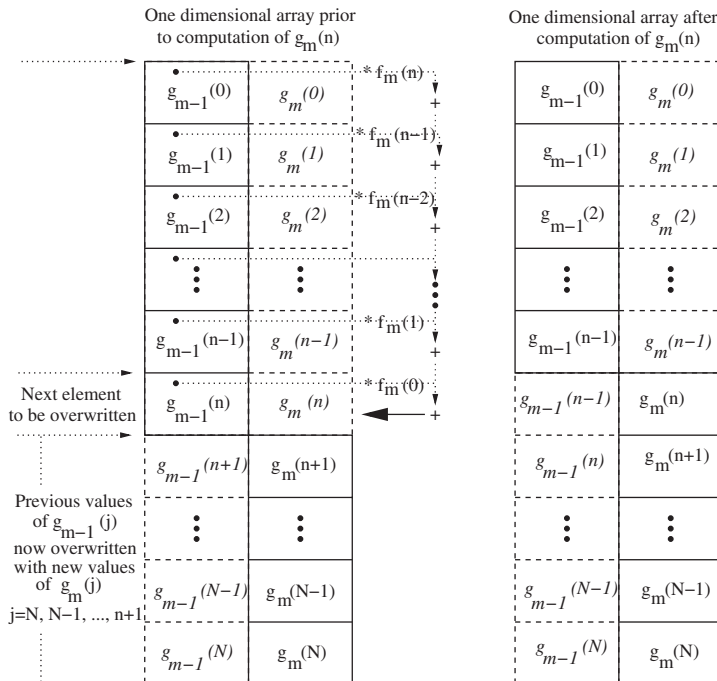 One dimensional array prior
to computation of g_m(n)
One dimensional array after
computation of g_m(n)
g_{m-1}(0) g_m(0) * f_m(n) +
g_{m-1}(1) g_m(1) * f_m(n-1) +
g_{m-1}(2) g_m(2) * f_m(n-2) +
g_{m-1}(n-1) g_m(n-1) * f_m(1) +
g_{m-1}(n) g_m(n) * f_m(0) +
g_{m-1}(n+1) g_m(n+1)
g_{m-1}(N-1) g_m(N-1)
g_{m-1}(N) g_m(N)
Next element
to be overwritten
Previous values
of g_{m-1}(j)
now overwritten
with new values
of g_m(j)
j=N, N-1, ..., n+1
g_{m-1}(0) g_m(0)
g_{m-1}(1) g_m(1)
g_{m-1}(2) g_m(2)
g_{m-1}(n-1) g_m(n-1)
g_{m-1}(n-1) g_m(n)
g_{m-1}(n) g_m(n+1)
g_{m-1}(N-1) g_m(N-1)
g_{m-1}(N) g_m(N)